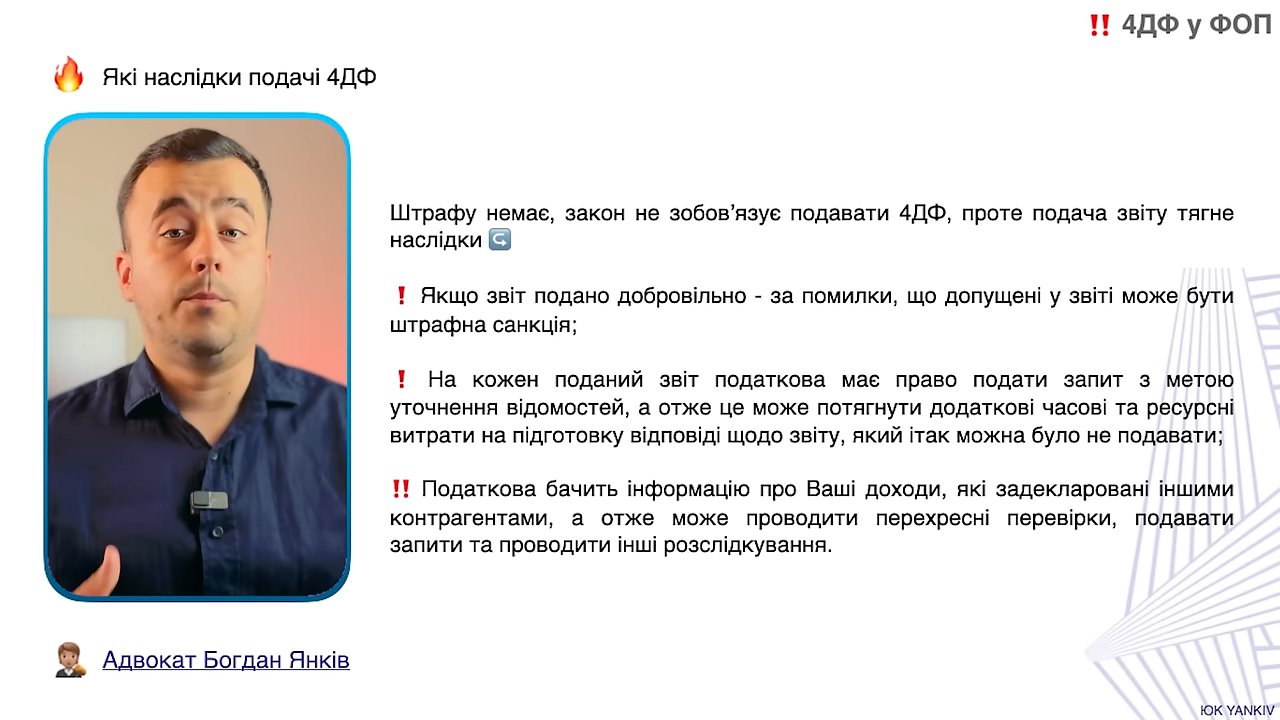 ‼ 4ДФ у ФОП
🔥 Які наслідки подачі 4ДФ
Штрафу немає, закон не зобов’язує подавати 4ДФ, проте подача звіту тягне
наслідки ↪
❗ Якщо звіт подано добровільно - за помилки, що допущені у звіті може бути
штрафна санкція;
❗ На кожен поданий звіт податкова має право подати запит з метою
уточнення відомостей, а отже це може потягнути додаткові часові та ресурсні
витрати на підготовку відповіді щодо звіту, який ітак можна було не подавати;
‼ Податкова бачить інформацію про Ваші доходи, які задекларовані іншими
контрагентами, а отже може проводити перехресні перевірки, подавати
запити та проводити інші розслідкування.
Адвокат Богдан Янків
ЮК YANKIV